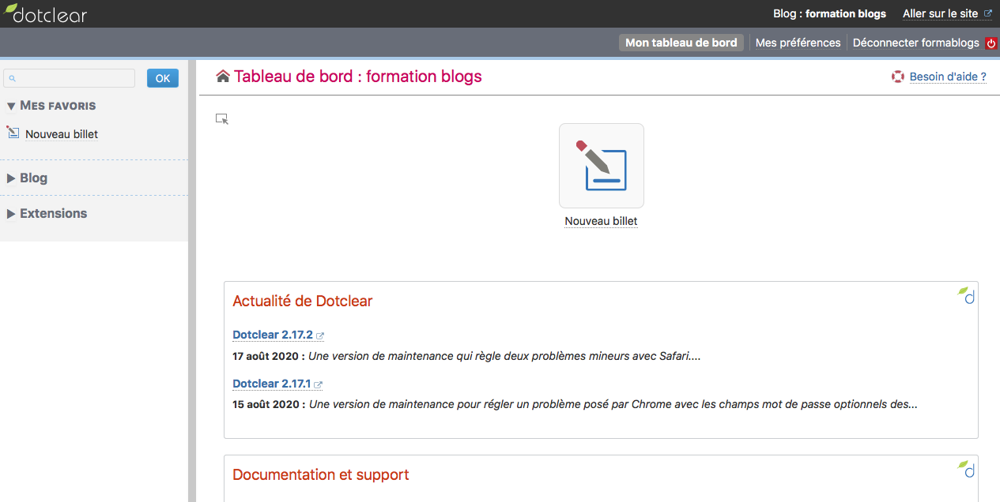 dotclear
Blog : formation blogs
Aller sur le site
Mon tableau de bord
Mes préférences
Déconnecter formablogs
OK
MES FAVORIS
Nouveau billet
Blog
Extensions
Tableau de bord : formation blogs
Besoin d'aide ?
Nouveau billet
Actualité de Dotclear
d
Dotclear 2.17.2
17 août 2020 : Une version de maintenance qui règle deux problèmes mineurs avec Safari....
Dotclear 2.17.1
15 août 2020 : Une version de maintenance pour régler un problème posé par Chrome avec les champs mot de passe optionnels des...
Documentation et support
d